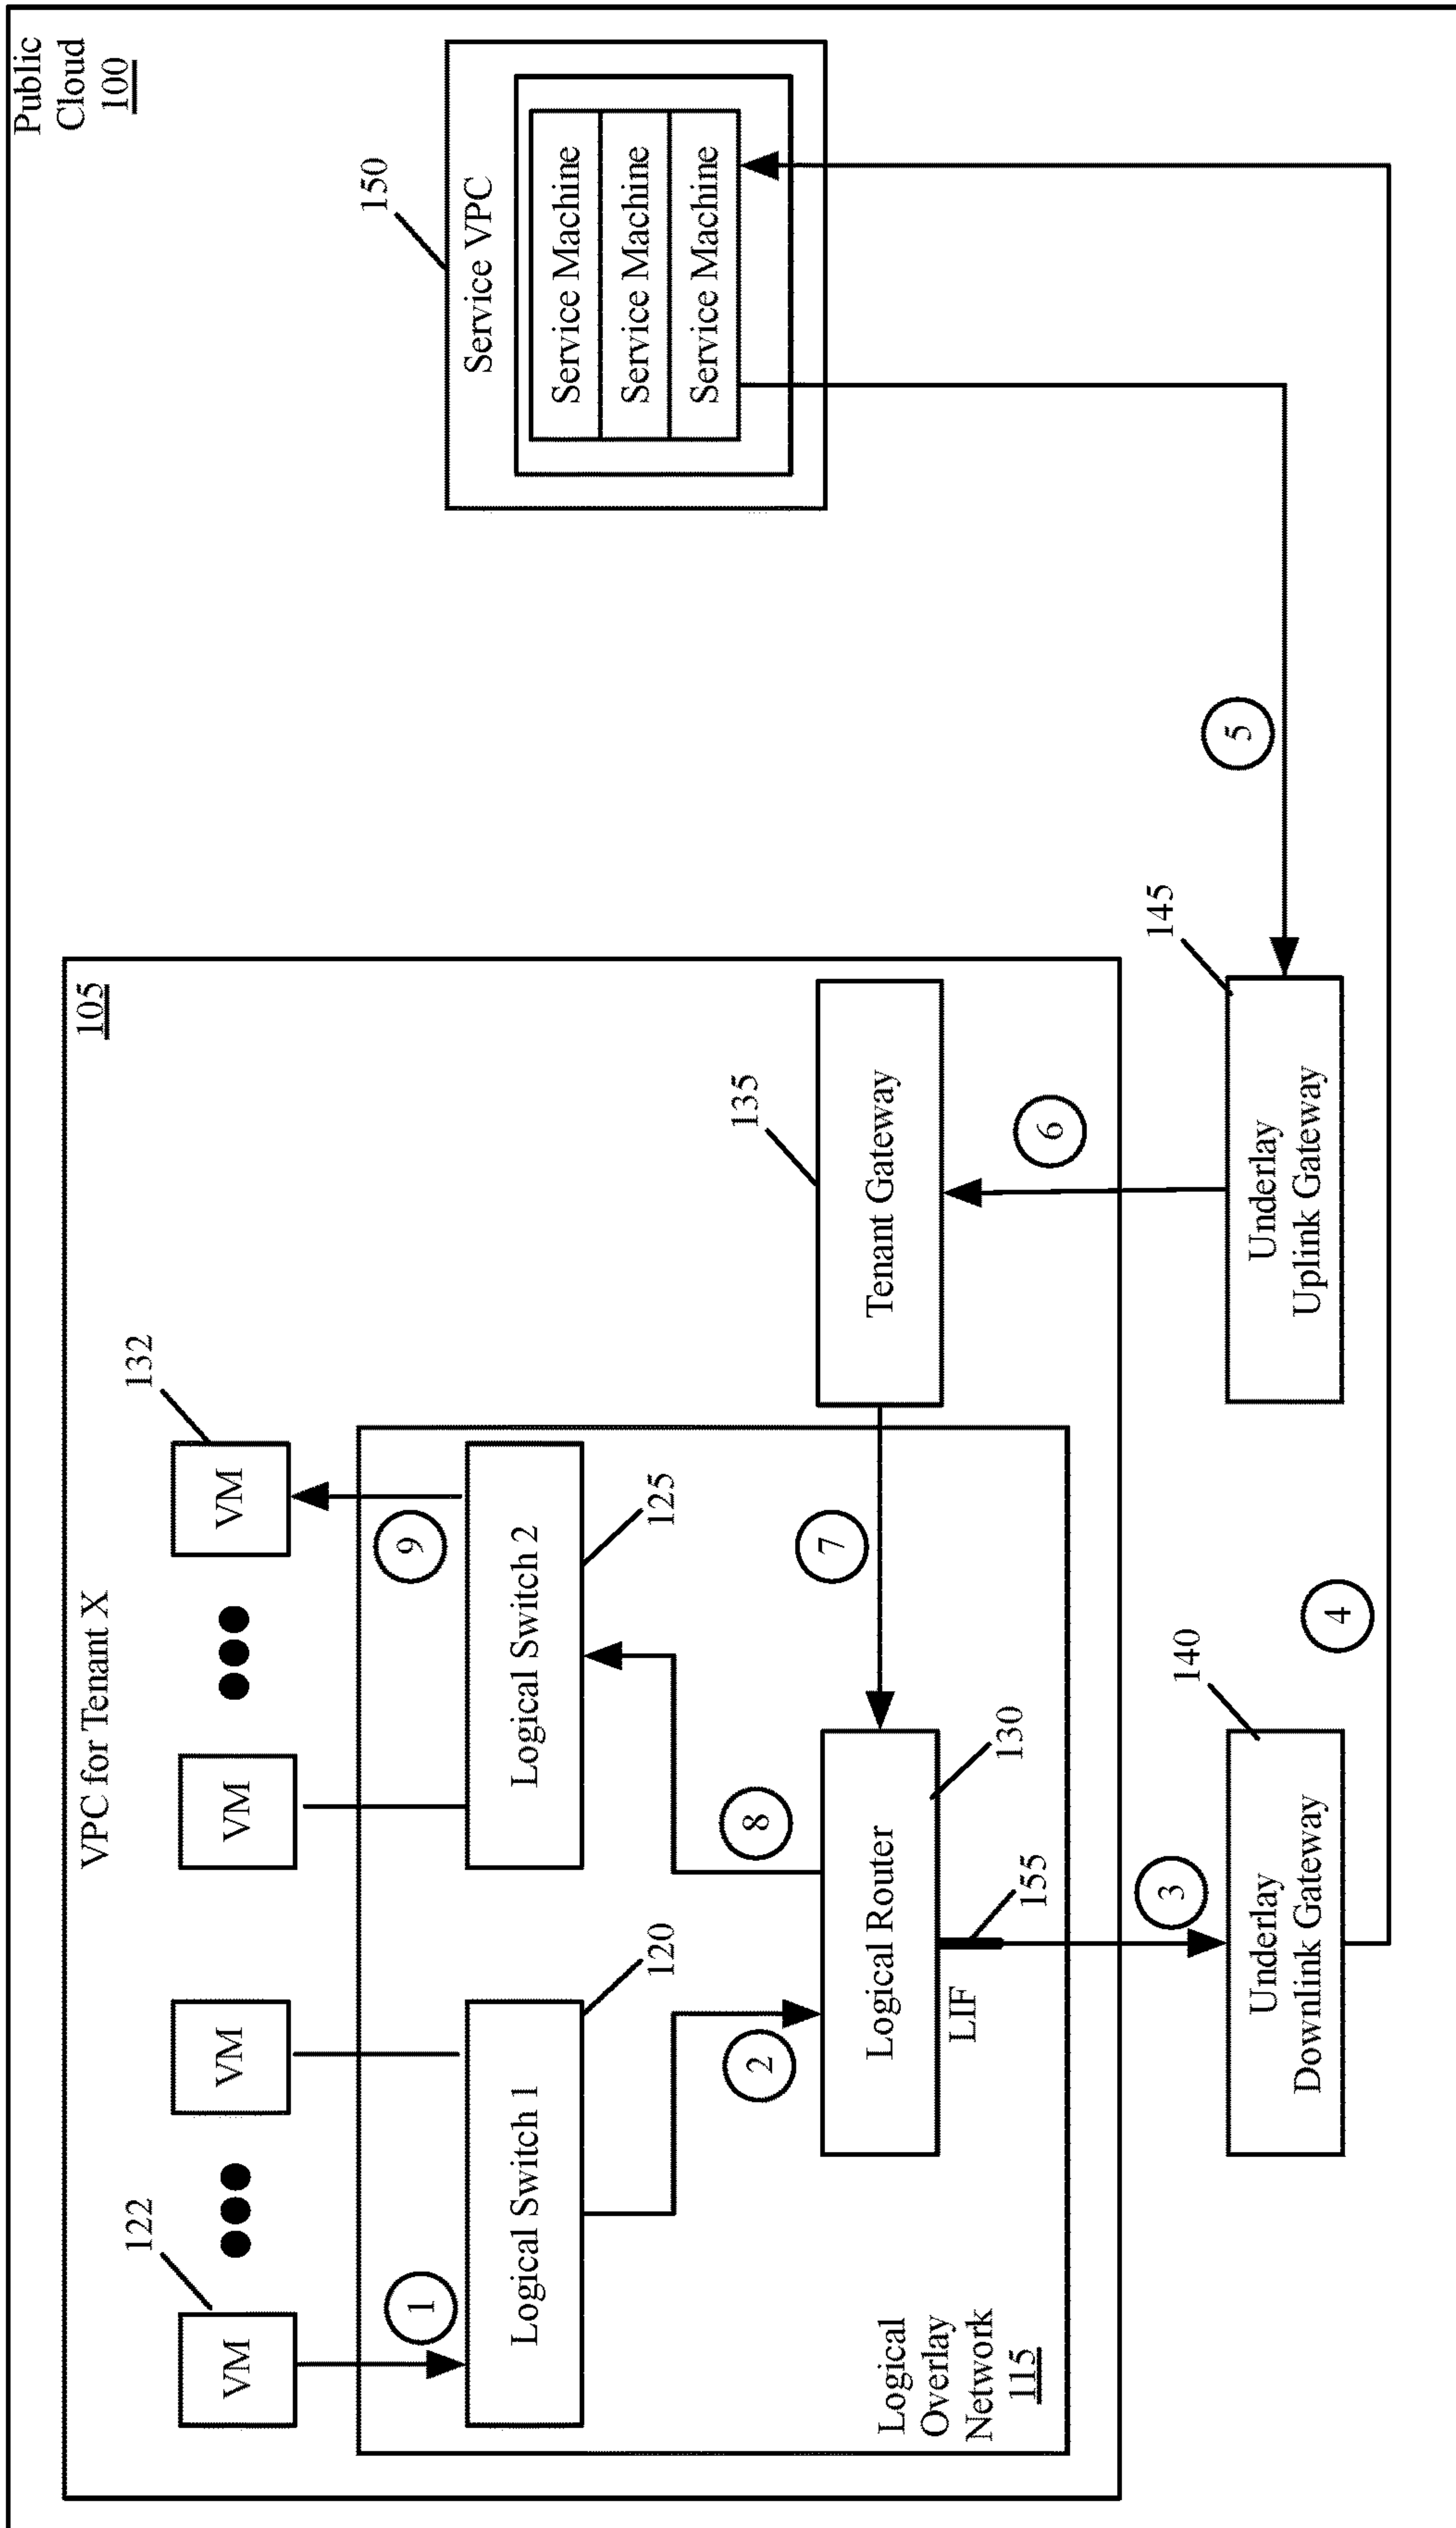 Public
Cloud
100
150
Service VPC
Service Machine
Service Machine
Service Machine
105
VPC for Tenant X
122
VM
VM
VM
132
VM
1
9
Logical Switch 1
Logical Switch 2
120
125
2
8
7
135
Tenant Gateway
Logical Router
130
LIF
155
Logical
Overlay
Network
115
3
6
140
145
Underlay
Downlink Gateway
Underlay
Uplink Gateway
5
4